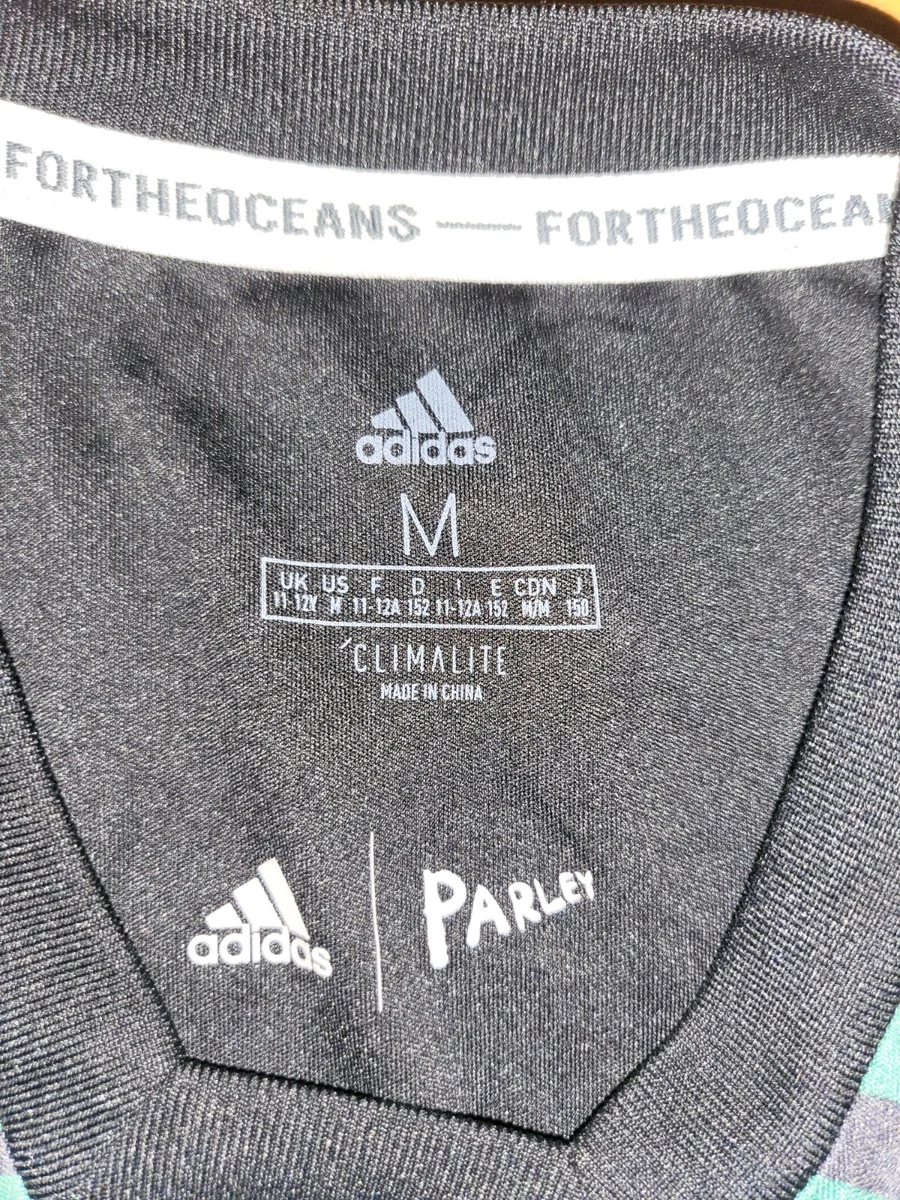 FORTHEOCEANS — FORTHEOCEAN
adidas
M
UK US F D I E CDN J
11-12Y M 11-12A 152 11-12A 152 M/M 150
CLIMALITE
MADE IN CHINA
adidas | PARLEY